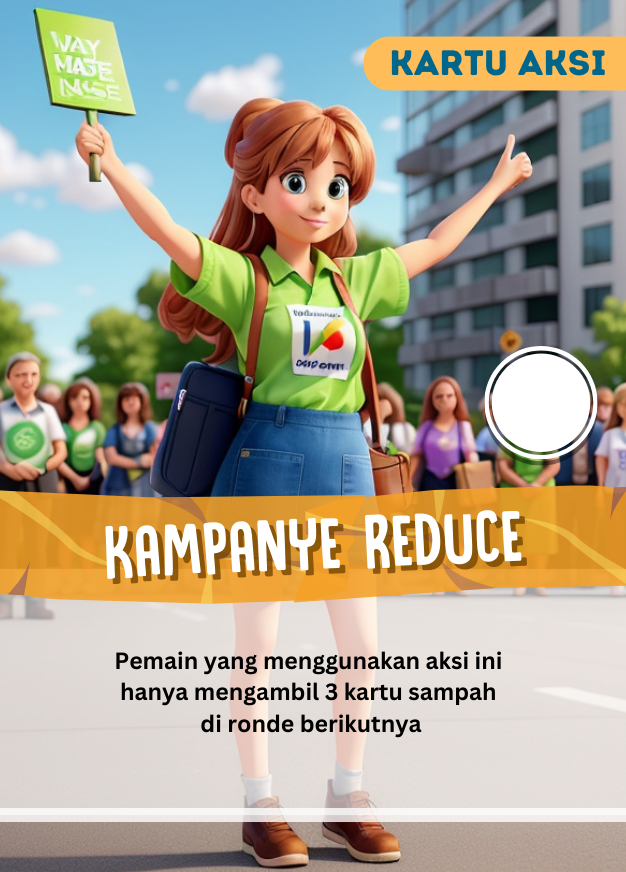 KARTU AKSI
KAMPANYE REDUCE
Pemain yang menggunakan aksi ini
hanya mengambil 3 kartu sampah
di ronde berikutnya